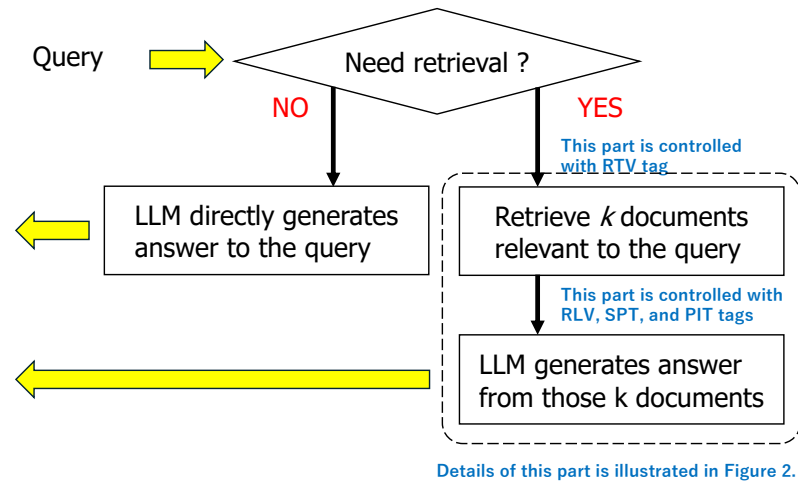 Query
Need retrieval ?
NO
YES
This part is controlled
with RTV tag
LLM directly generates
answer to the query
Retrieve k documents
relevant to the query
This part is controlled with
RLV, SPT, and PIT tags
LLM generates answer
from those k documents
Details of this part is illustrated in Figure 2.